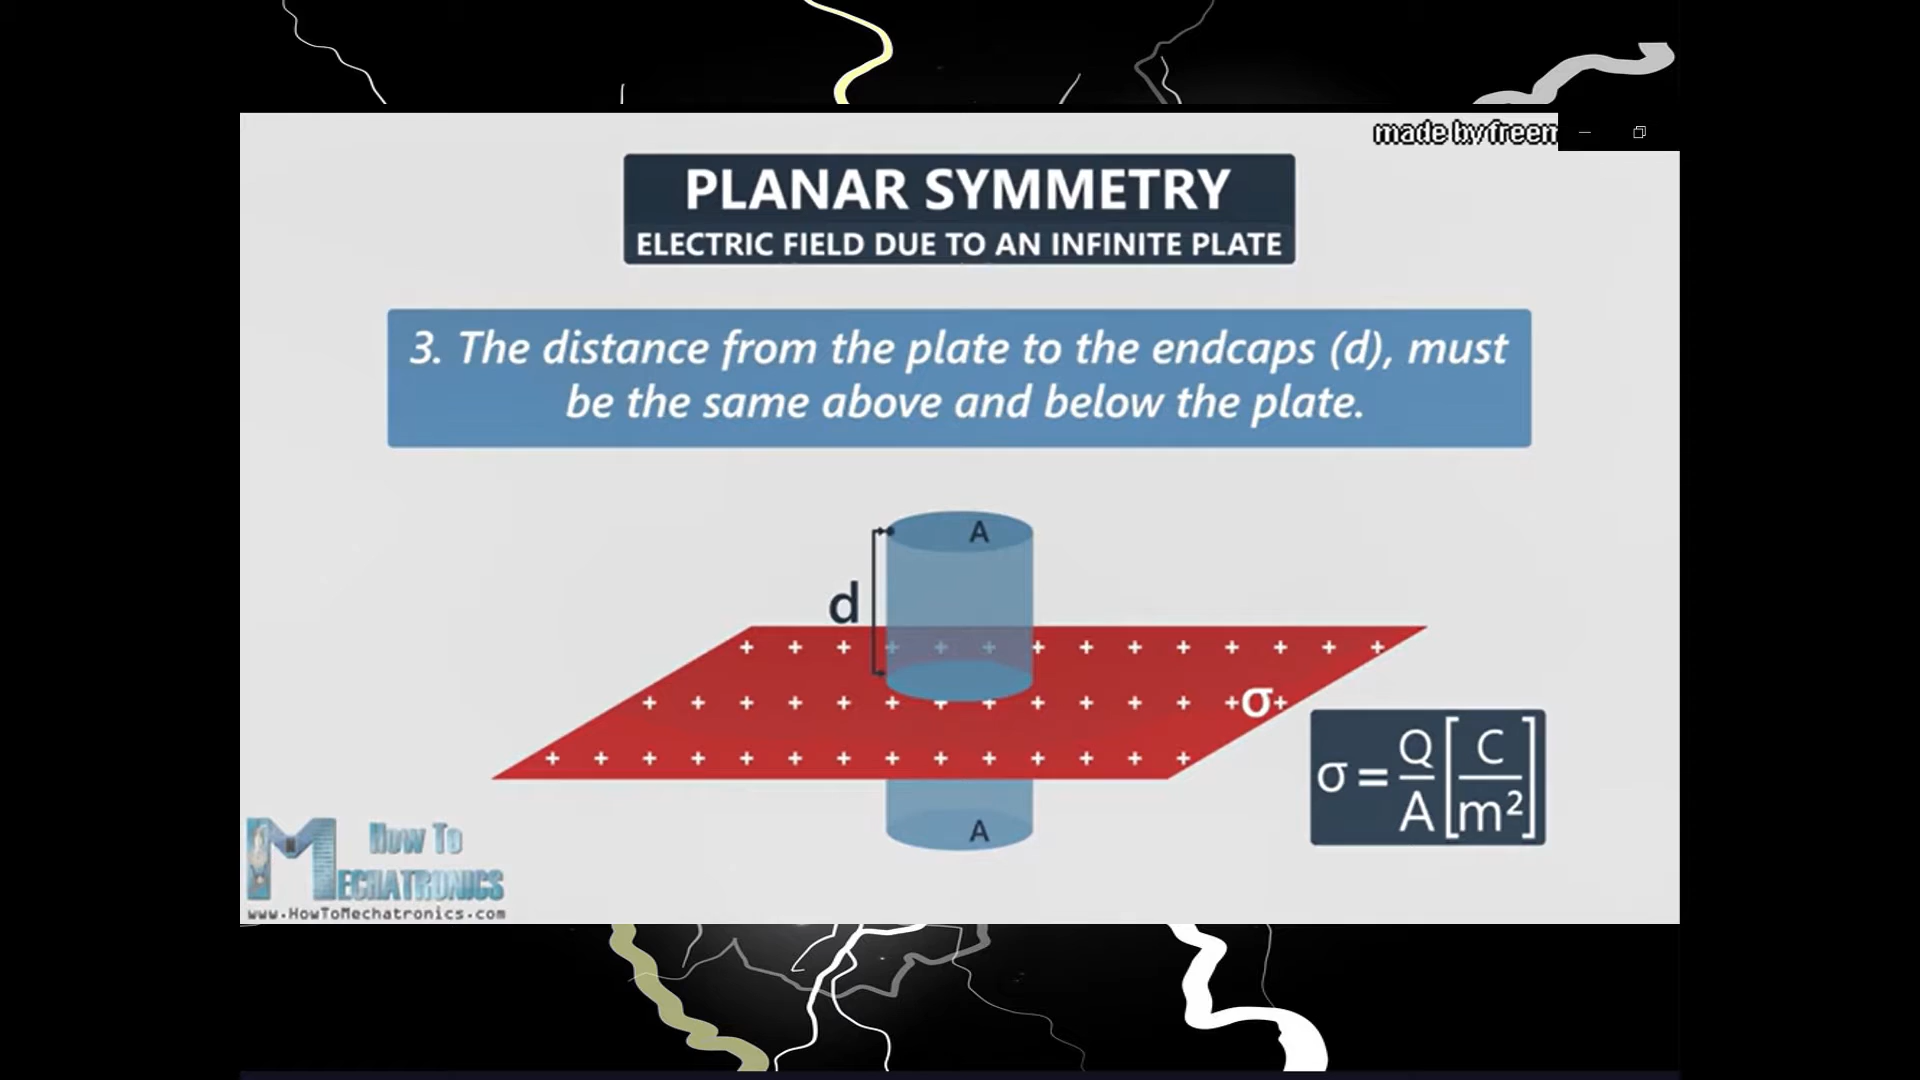 made by freem
PLANAR SYMMETRY
ELECTRIC FIELD DUE TO AN INFINITE PLATE
3. The distance from the plate to the endcaps (d), must
be the same above and below the plate.
A
d
σ
σ = Q/A [C/m²]
A
How To
MECHATRONICS
www.HowToMechatronics.com